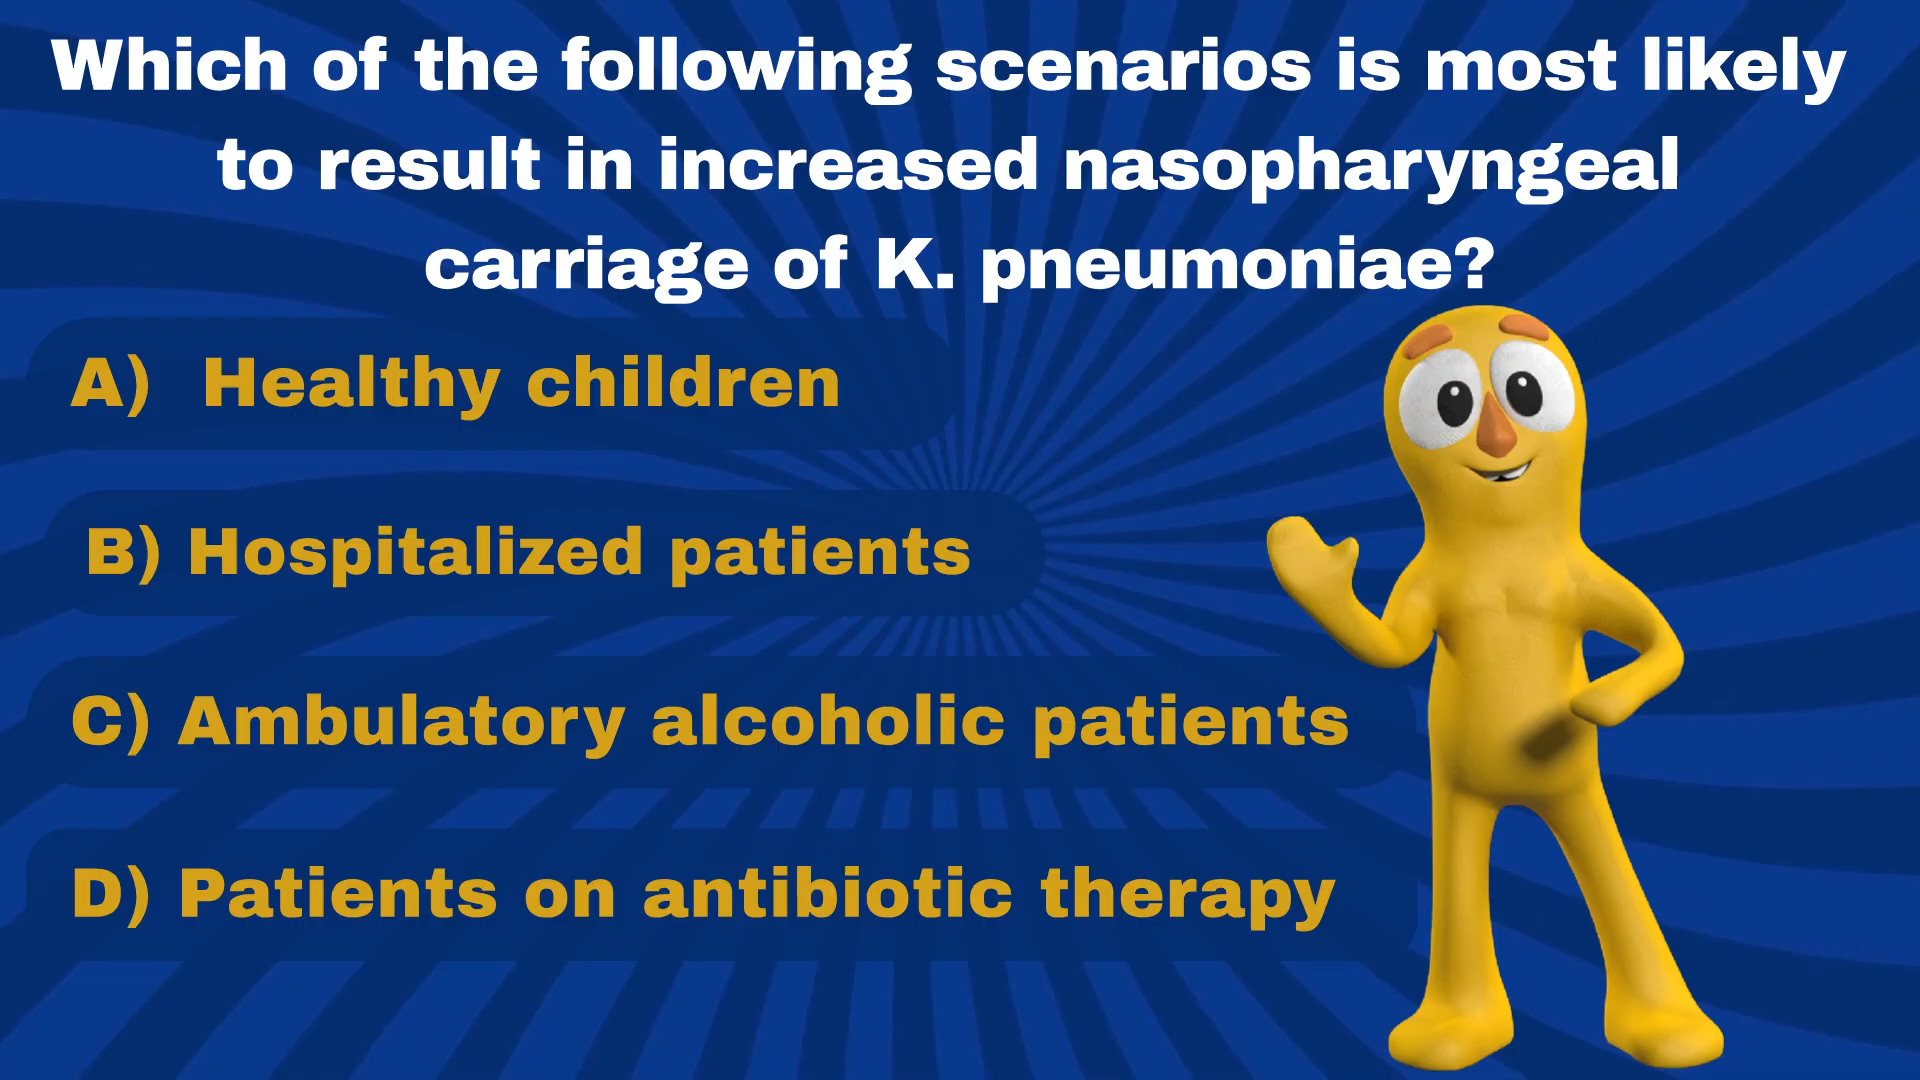 Which of the following scenarios is most likely
to result in increased nasopharyngeal
carriage of K. pneumoniae?
A) Healthy children
B) Hospitalized patients
C) Ambulatory alcoholic patients
D) Patients on antibiotic therapy